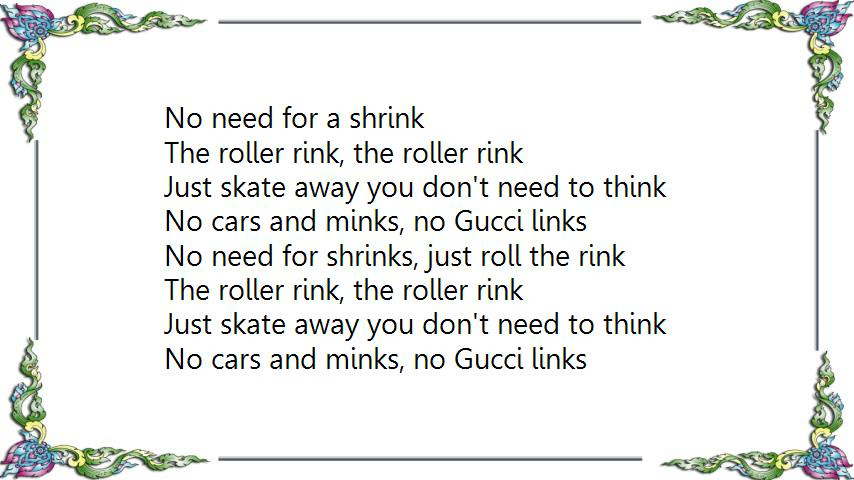 No need for a shrink
The roller rink, the roller rink
Just skate away you don't need to think
No cars and minks, no Gucci links
No need for shrinks, just roll the rink
The roller rink, the roller rink
Just skate away you don't need to think
No cars and minks, no Gucci links